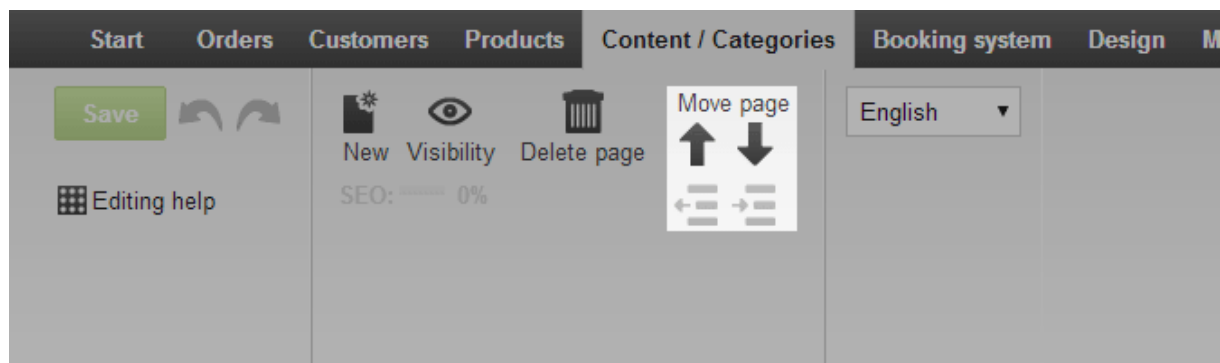 Start Orders Customers Products Content / Categories Booking system Design M
Save
Move page
English
New Visibility Delete page
Editing help
SEO: 0%